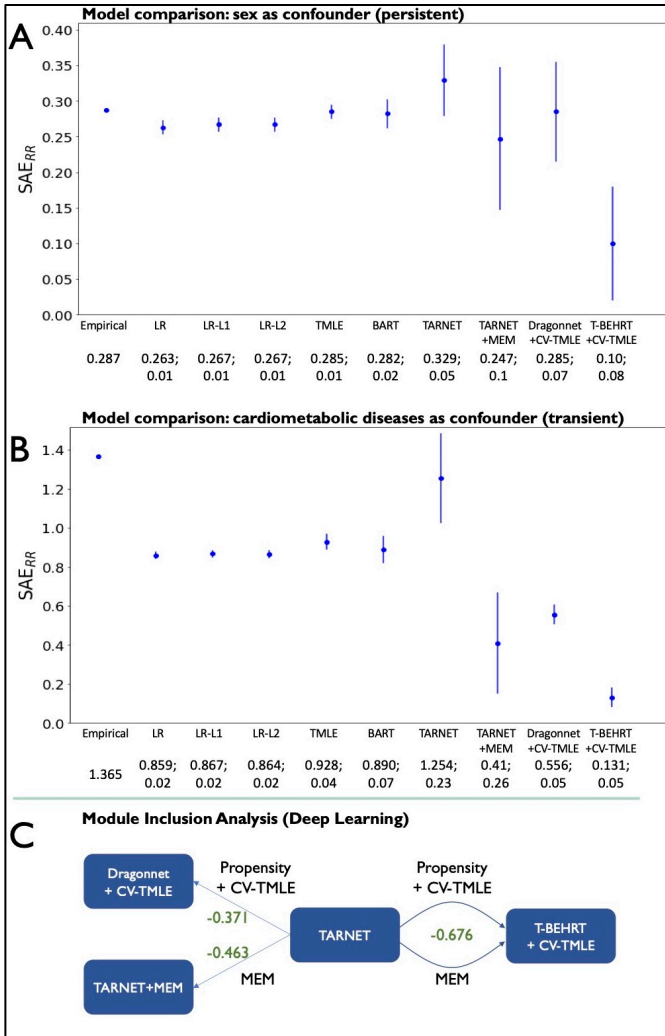 A
Model comparison: sex as confounder (persistent)
0.40
0.35
0.30
0.25
0.20
0.15
0.10
0.05
0.00
SAE_RR
Empirical LR LR-L1 LR-L2 TMLE BART TARNET TARNET Dragonnet T-BEHRT
+MEM +CV-TMLE +CV-TMLE
0.287 0.263; 0.267; 0.267; 0.285; 0.282; 0.329; 0.247; 0.285; 0.10;
0.01 0.01 0.01 0.01 0.02 0.05 0.1 0.07 0.08
Model comparison: cardiometabolic diseases as confounder (transient)
B
1.4
1.2
1.0
0.8
0.6
0.4
0.2
0.0
SAE_RR
Empirical LR LR-L1 LR-L2 TMLE BART TARNET TARNET Dragonnet T-BEHRT
+MEM +CV-TMLE +CV-TMLE
1.365 0.859; 0.867; 0.864; 0.928; 0.890; 1.254; 0.41; 0.556; 0.131;
0.02 0.02 0.02 0.04 0.07 0.23 0.26 0.05 0.05
C
Module Inclusion Analysis (Deep Learning)
Dragonnet
+ CV-TMLE
Propensity
+ CV-TMLE
-0.371
-0.463
MEM
TARNET+MEM
TARNET
Propensity
+ CV-TMLE
-0.676
MEM
T-BEHRT
+ CV-TMLE